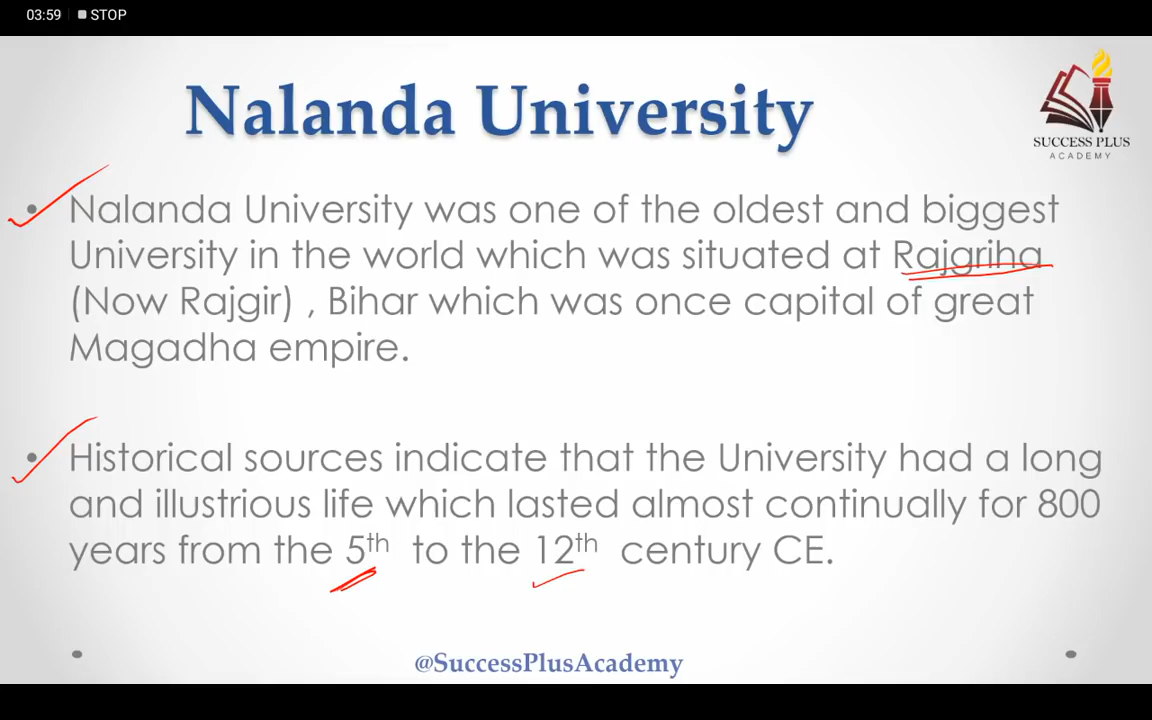 03:59 STOP
Nalanda University
SUCCESS PLUS
ACADEMY
• Nalanda University was one of the oldest and biggest
University in the world which was situated at Rajgriha
(Now Rajgir) , Bihar which was once capital of great
Magadha empire.
• Historical sources indicate that the University had a long
and illustrious life which lasted almost continually for 800
years from the 5th to the 12th century CE.
@SuccessPlusAcademy